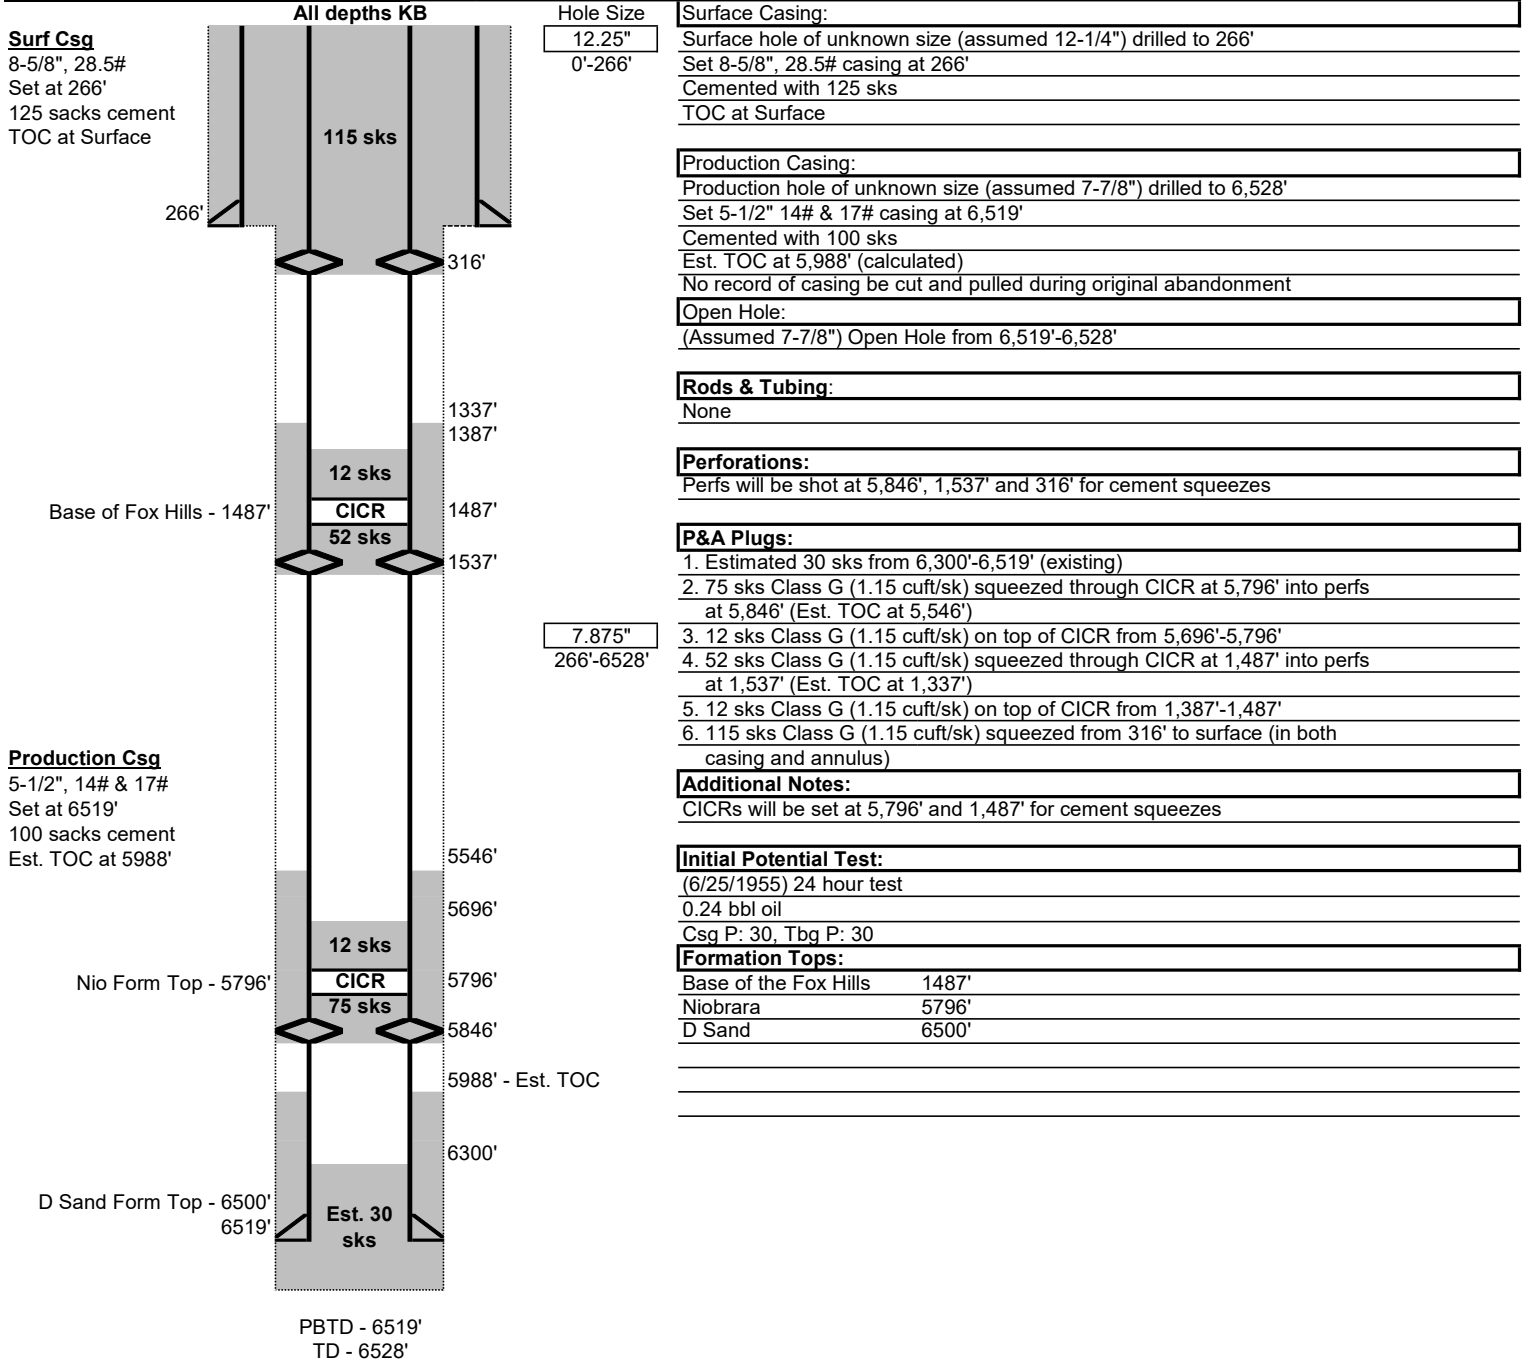 All depths KB
Surf Csg
8-5/8", 28.5#
Set at 266'
125 sacks cement
TOC at Surface
115 sks
266'
316'
1337'
1387'
12 sks
Base of Fox Hills - 1487'
CICR
1487'
52 sks
1537'
Production Csg
5-1/2", 14# & 17#
Set at 6519'
100 sacks cement
Est. TOC at 5988'
5546'
5696'
12 sks
Nio Form Top - 5796'
CICR
5796'
75 sks
5846'
5988' - Est. TOC
6300'
D Sand Form Top - 6500'
6519'
Est. 30
sks
PBTD - 6519'
TD - 6528'
Hole Size
12.25"
0'-266'
7.875"
266'-6528'
Surface Casing:
Surface hole of unknown size (assumed 12-1/4") drilled to 266'
Set 8-5/8", 28.5# casing at 266'
Cemented with 125 sks
TOC at Surface
Production Casing:
Production hole of unknown size (assumed 7-7/8") drilled to 6,528'
Set 5-1/2" 14# & 17# casing at 6,519'
Cemented with 100 sks
Est. TOC at 5,988' (calculated)
No record of casing be cut and pulled during original abandonment
Open Hole:
(Assumed 7-7/8") Open Hole from 6,519'-6,528'
Rods & Tubing:
None
Perforations:
Perfs will be shot at 5,846', 1,537' and 316' for cement squeezes
P&A Plugs:
1. Estimated 30 sks from 6,300'-6,519' (existing)
2. 75 sks Class G (1.15 cuft/sk) squeezed through CICR at 5,796' into perfs
at 5,846' (Est. TOC at 5,546')
3. 12 sks Class G (1.15 cuft/sk) on top of CICR from 5,696'-5,796'
4. 52 sks Class G (1.15 cuft/sk) squeezed through CICR at 1,487' into perfs
at 1,537' (Est. TOC at 1,337')
5. 12 sks Class G (1.15 cuft/sk) on top of CICR from 1,387'-1,487'
6. 115 sks Class G (1.15 cuft/sk) squeezed from 316' to surface (in both
casing and annulus)
Additional Notes:
CICRs will be set at 5,796' and 1,487' for cement squeezes
Initial Potential Test:
(6/25/1955) 24 hour test
0.24 bbl oil
Csg P: 30, Tbg P: 30
Formation Tops:
Base of the Fox Hills 1487'
Niobrara 5796'
D Sand 6500'